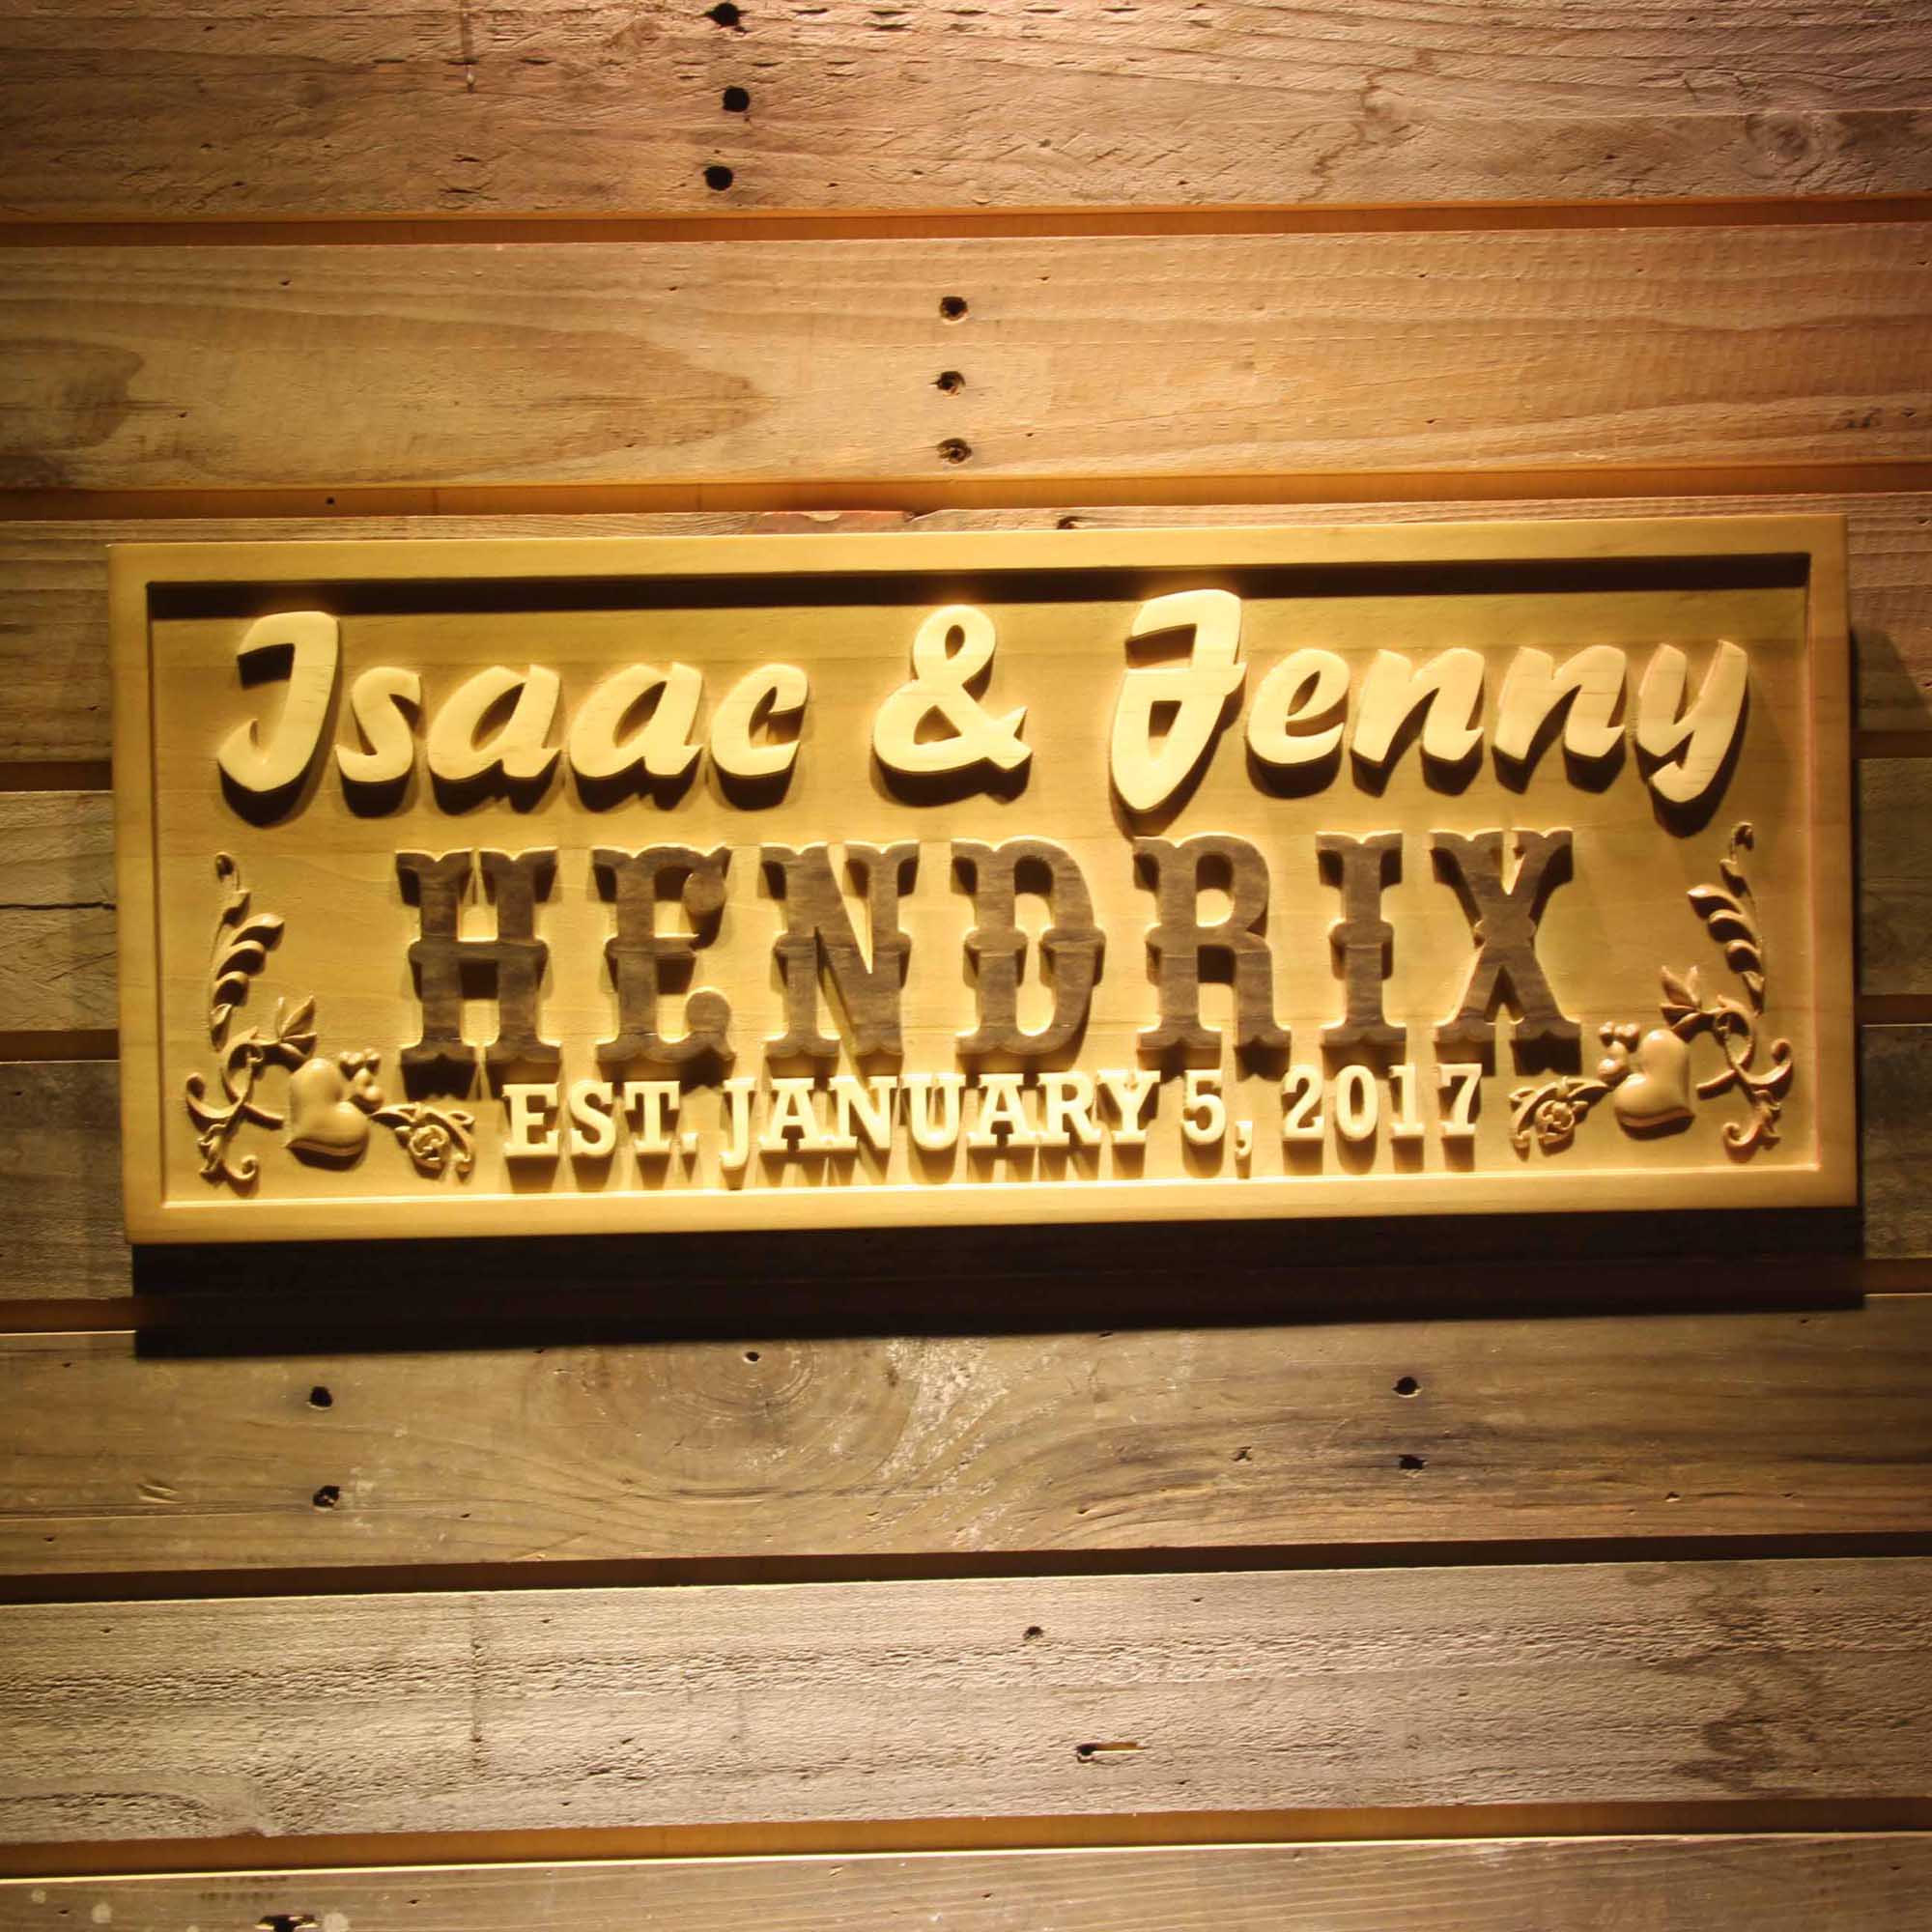 Isaac & Jenny
HENDRIX
EST. JANUARY 5, 2017